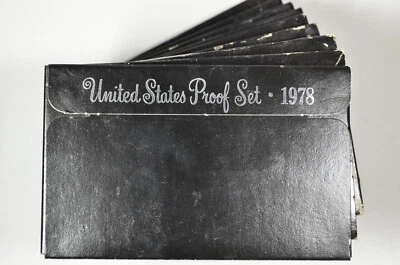 United States Proof Set · 1978